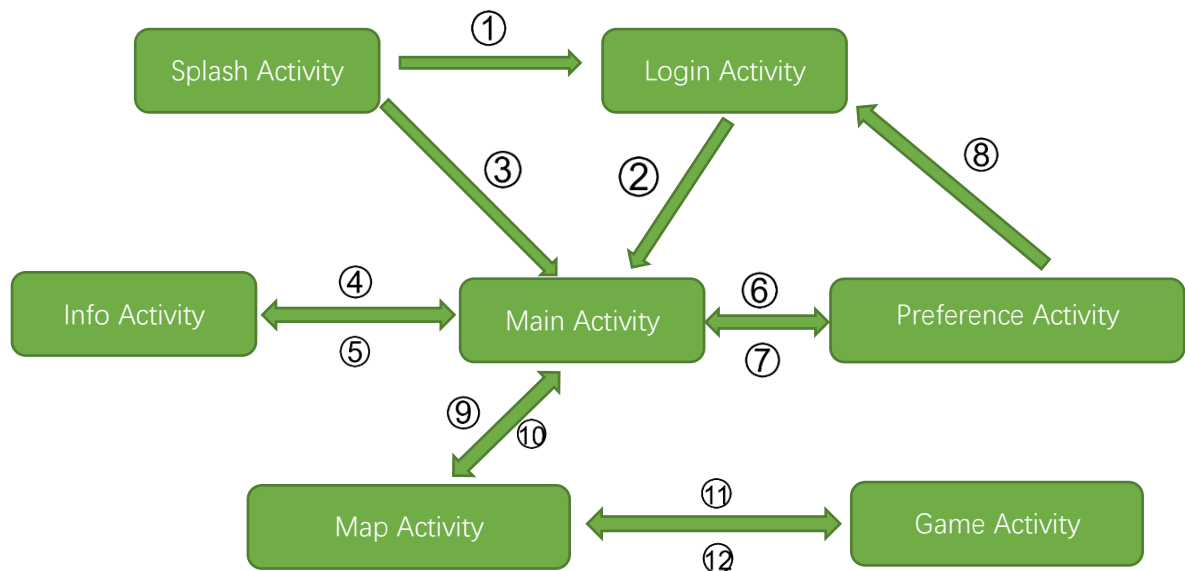 ①
Splash Activity
Login Activity
③
②
⑧
④
Info Activity
⑤
Main Activity
⑥
⑦
Preference Activity
⑨
⑩
Map Activity
⑪
⑫
Game Activity